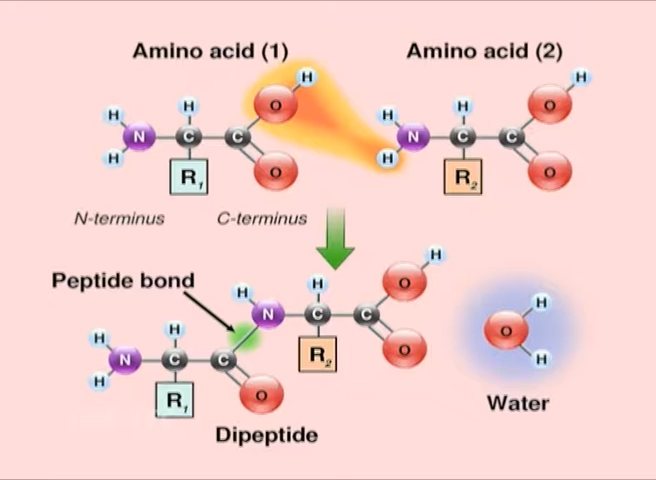 Amino acid (1)
Amino acid (2)
H
O
H
H
N
C
C
H
O
R1
H
H
O
H
N
C
C
H
O
R2
N-terminus
C-terminus
Peptide bond
H
H
O
H
N
C
C
O
R2
H
H
N
C
C
H
O
R1
H
O
H
Water
Dipeptide